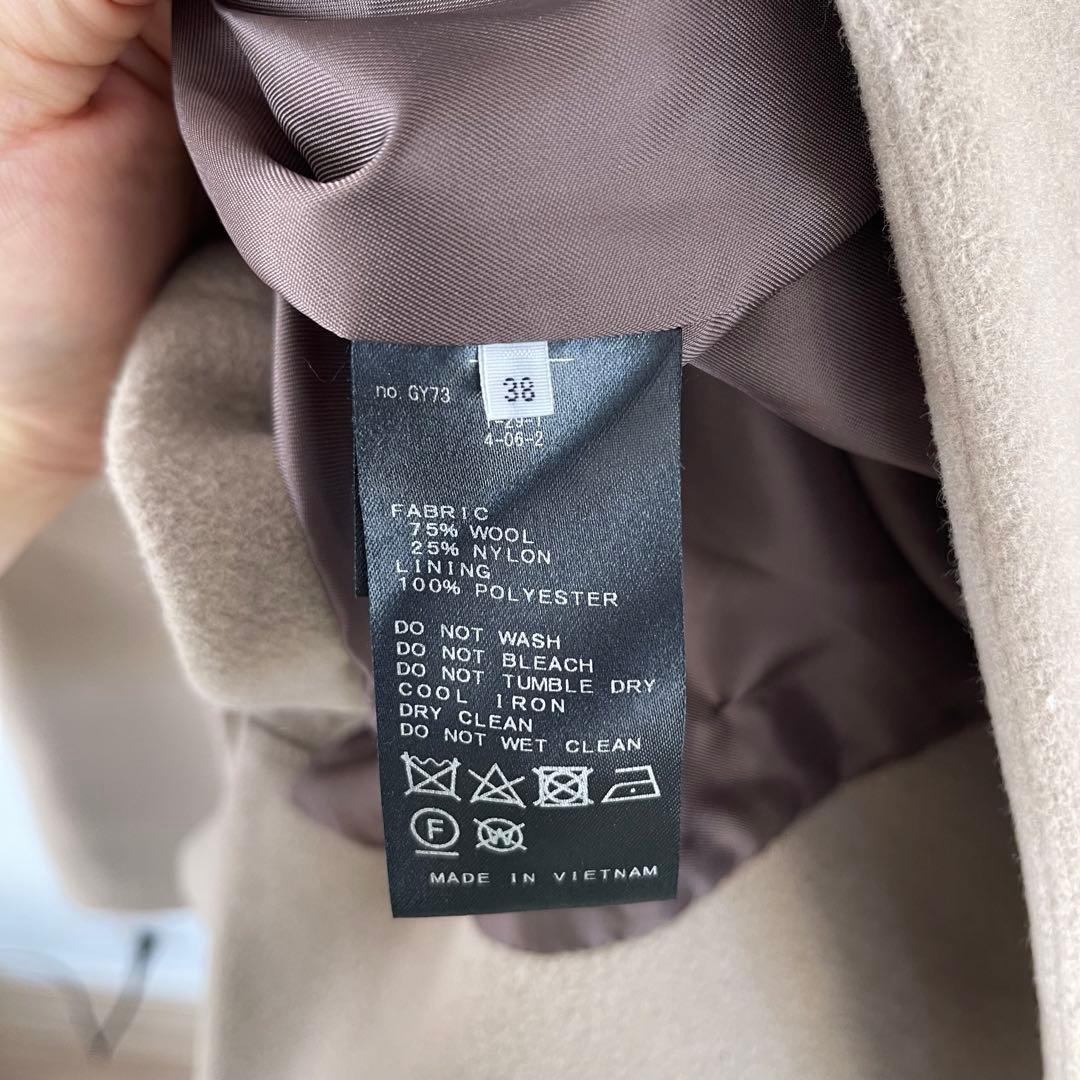 no GY73
38
4-06-2
FABRIC
75% WOOL
25% NYLON
LINING
100% POLYESTER
DO NOT WASH
DO NOT BLEACH
DO NOT TUMBLE DRY
COOL IRON
DRY CLEAN
DO NOT WET CLEAN
F W
MADE IN VIETNAM